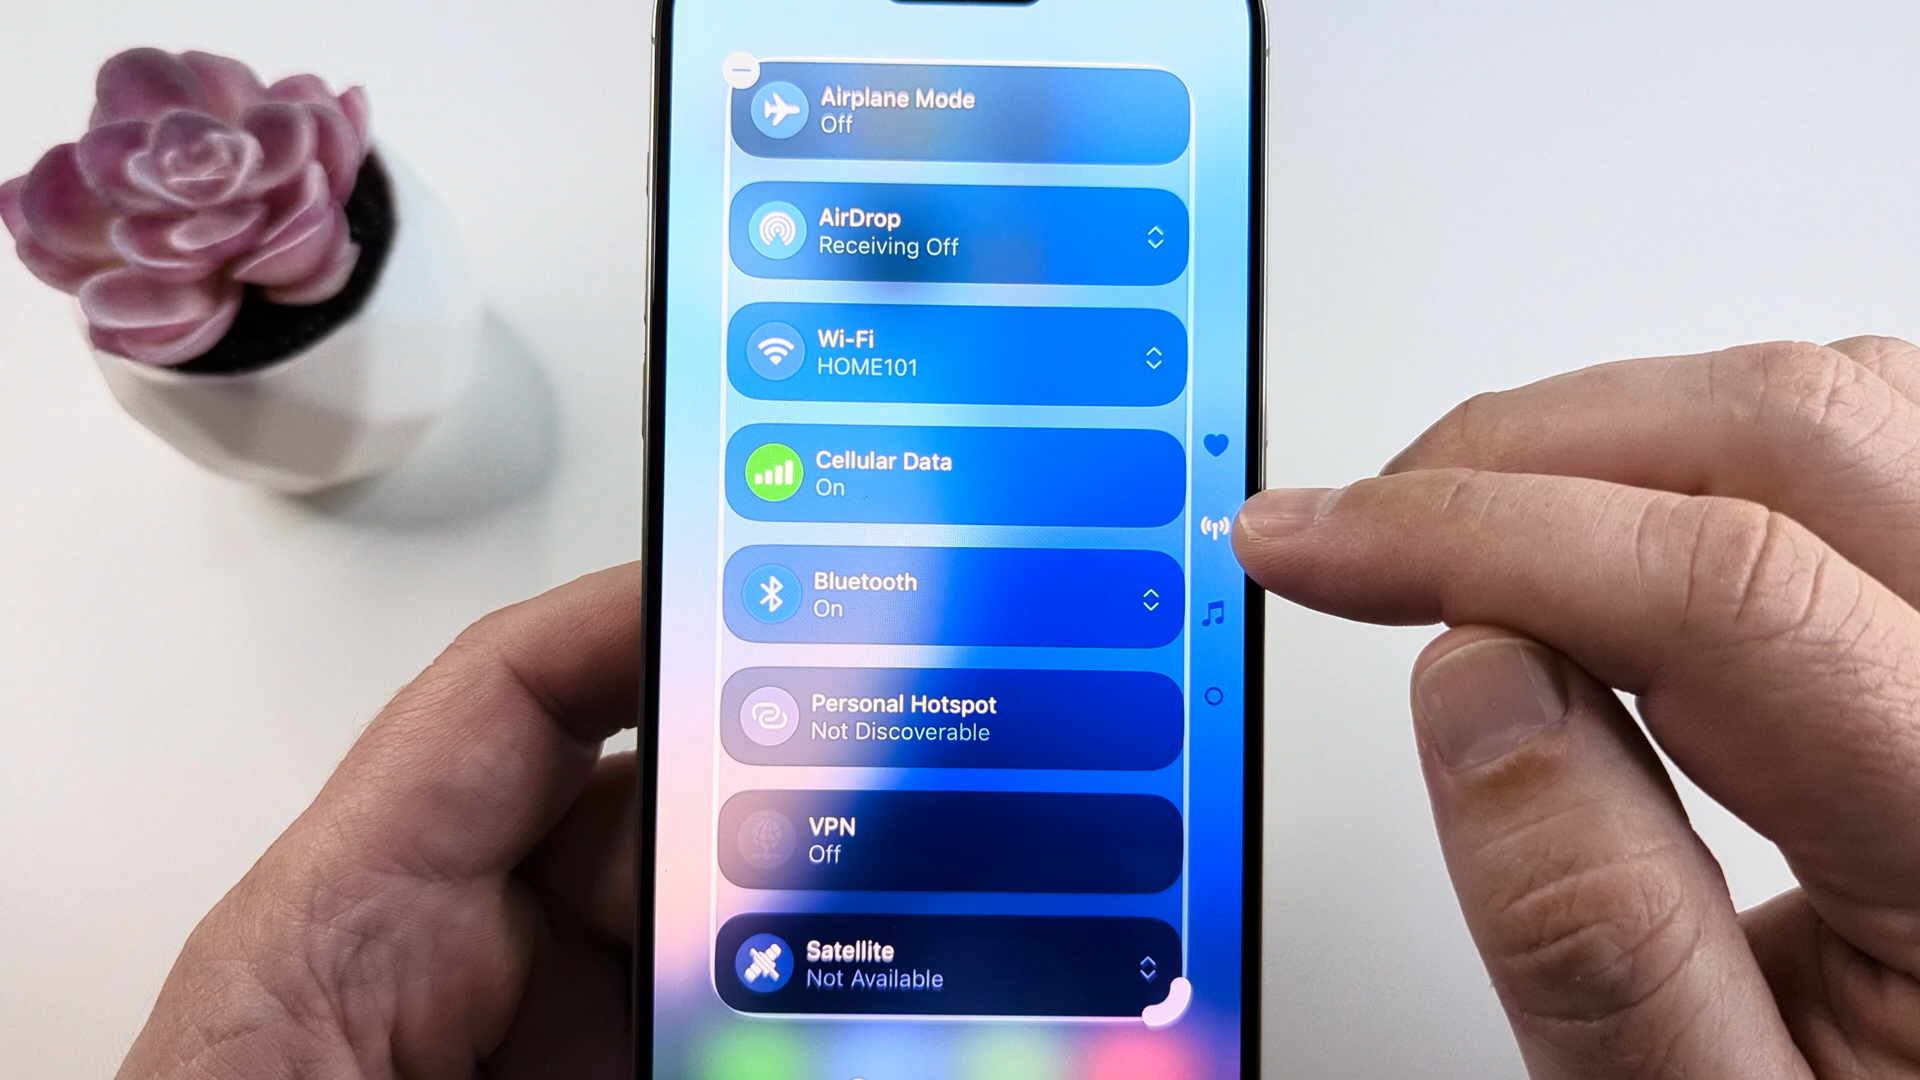 Airplane Mode
Off
AirDrop
Receiving Off
Wi-Fi
HOME101
Cellular Data
On
Bluetooth
On
Personal Hotspot
Not Discoverable
VPN
Off
Satellite
Not Available